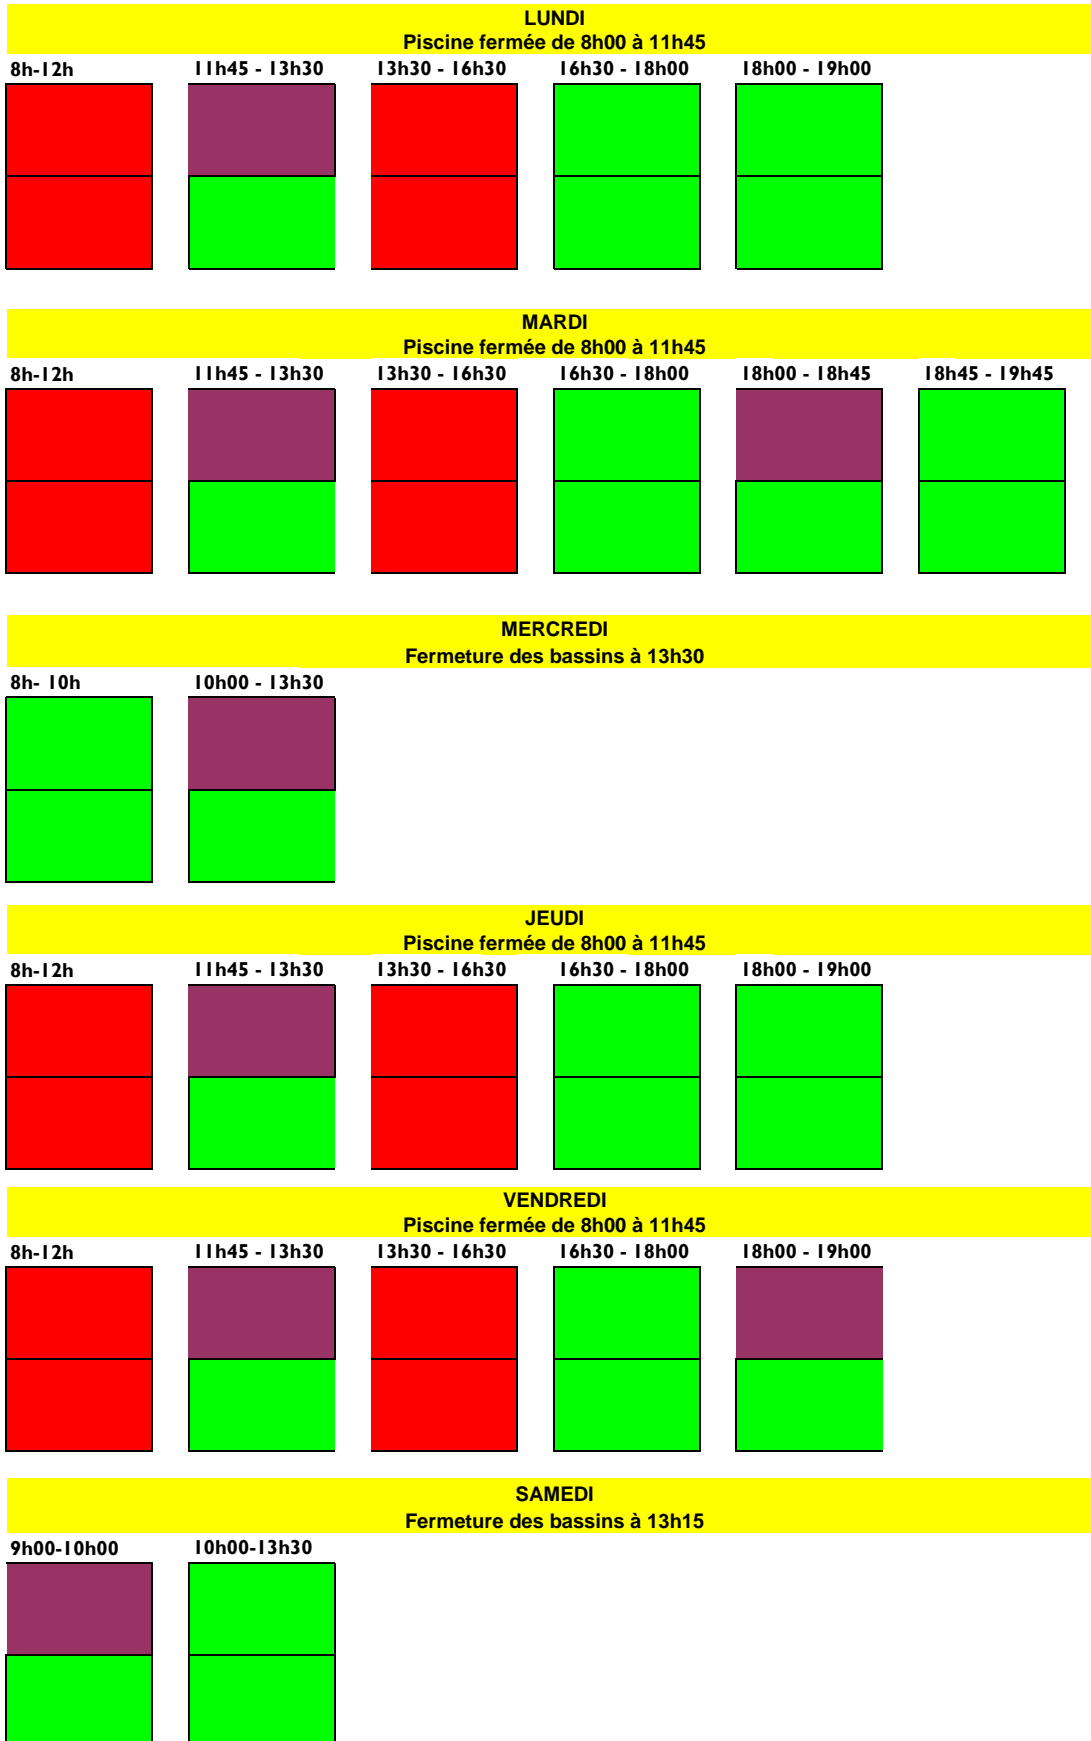 LUNDI
Piscine fermée de 8h00 à 11h45
8h-12h 11h45 - 13h30 13h30 - 16h30 16h30 - 18h00 18h00 - 19h00
MARDI
Piscine fermée de 8h00 à 11h45
8h-12h 11h45 - 13h30 13h30 - 16h30 16h30 - 18h00 18h00 - 18h45 18h45 - 19h45
MERCREDI
Fermeture des bassins à 13h30
8h- 10h 10h00 - 13h30
JEUDI
Piscine fermée de 8h00 à 11h45
8h-12h 11h45 - 13h30 13h30 - 16h30 16h30 - 18h00 18h00 - 19h00
VENDREDI
Piscine fermée de 8h00 à 11h45
8h-12h 11h45 - 13h30 13h30 - 16h30 16h30 - 18h00 18h00 - 19h00
SAMEDI
Fermeture des bassins à 13h15
9h00-10h00 10h00-13h30